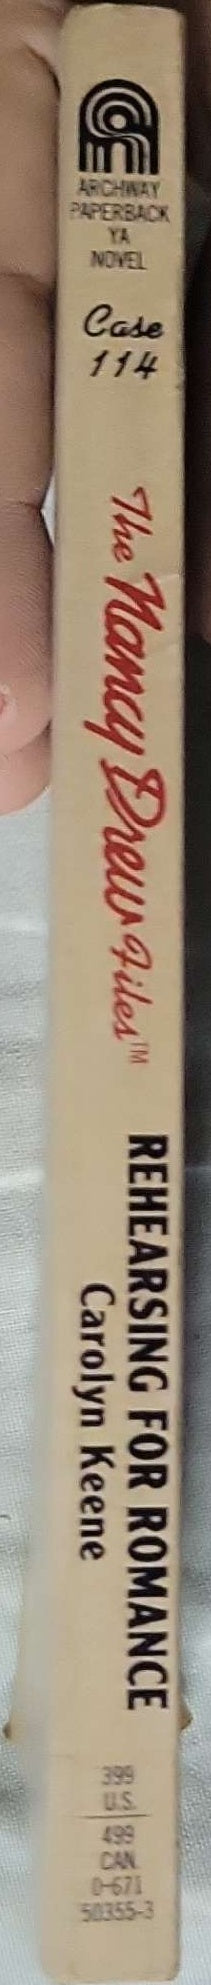 ARCHWAY
PAPERBACK
YA
NOVEL
Case
114
The Nancy Drew Files™
REHEARSING FOR ROMANCE
Carolyn Keene
399
U.S.
499
CAN.
0-671
50355-3